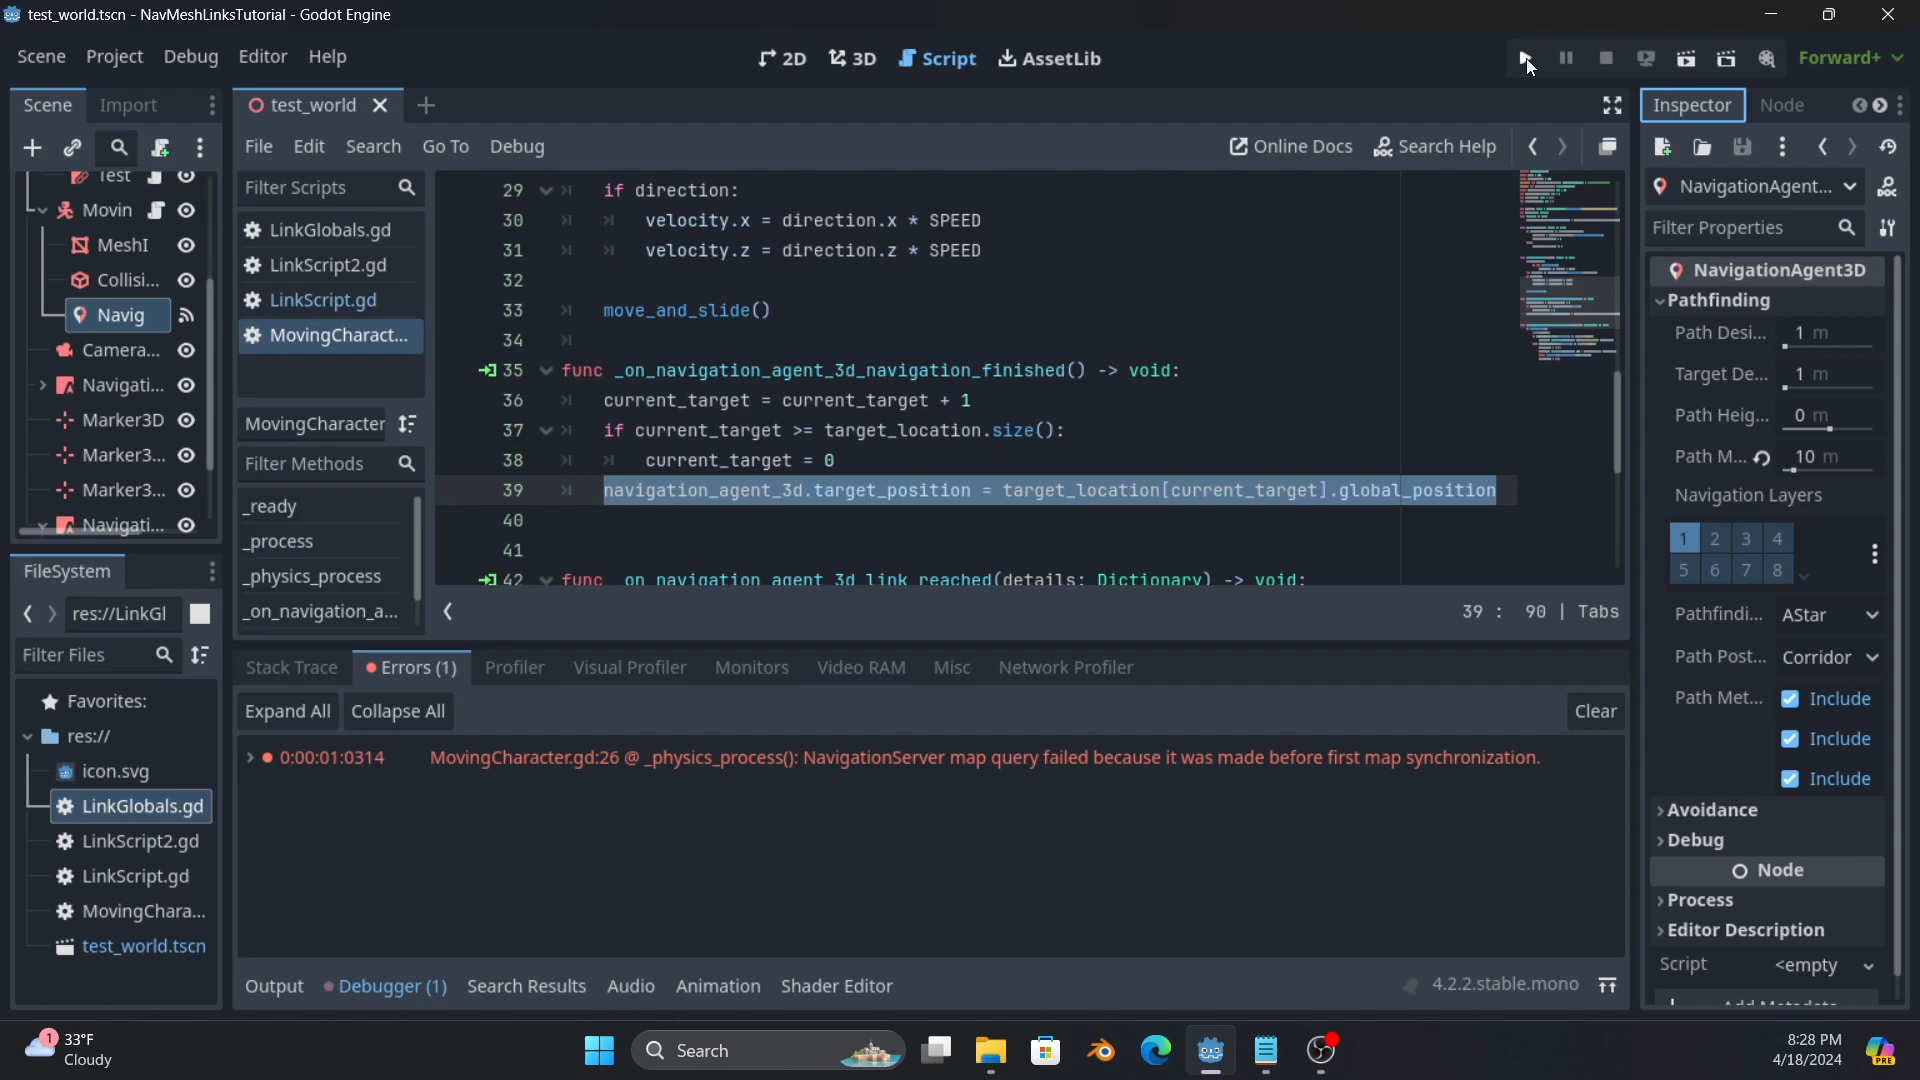 test_world.tscn - NavMeshLinksTutorial - Godot Engine
Scene Project Debug Editor Help
2D 3D Script AssetLib
Forward+
Scene Import
test_world
Inspector Node
File Edit Search Go To Debug
Online Docs Search Help
Test
Movin
MeshI
Collisi...
Navig
Camera...
Navigati...
Marker3D
Marker3...
Marker3...
Navigati...
Filter Scripts
LinkGlobals.gd
LinkScript2.gd
LinkScript.gd
MovingCharact...
MovingCharacter
Filter Methods
_ready
_process
_physics_process
_on_navigation_a...
29 if direction:
30 velocity.x = direction.x * SPEED
31 velocity.z = direction.z * SPEED
32
33 move_and_slide()
34
35 func _on_navigation_agent_3d_navigation_finished() -> void:
36 current_target = current_target + 1
37 if current_target >= target_location.size():
38 current_target = 0
39 navigation_agent_3d.target_position = target_location[current_target].global_position
40
41
42 func _on_navigation_agent_3d_link_reached(details: Dictionary) -> void:
39 : 90 | Tabs
NavigationAgent...
Filter Properties
NavigationAgent3D
Pathfinding
Path Desi... 1 m
Target De... 1 m
Path Heig... 0 m
Path M... 10 m
Navigation Layers
1 2 3 4
5 6 7 8
Pathfindi... AStar
Path Post... Corridor
Path Met... Include
Include
Include
Avoidance
Debug
Node
Process
Editor Description
Script <empty
Add Metadata
FileSystem
res://LinkGl
Filter Files
Favorites:
res://
icon.svg
LinkGlobals.gd
LinkScript2.gd
LinkScript.gd
MovingChara...
test_world.tscn
Stack Trace Errors (1) Profiler Visual Profiler Monitors Video RAM Misc Network Profiler
Expand All Collapse All Clear
0:00:01:0314 MovingCharacter.gd:26 @ _physics_process(): NavigationServer map query failed because it was made before first map synchronization.
Output Debugger (1) Search Results Audio Animation Shader Editor 4.2.2.stable.mono
1 33°F
Cloudy
Search
8:28 PM
4/18/2024
PRE